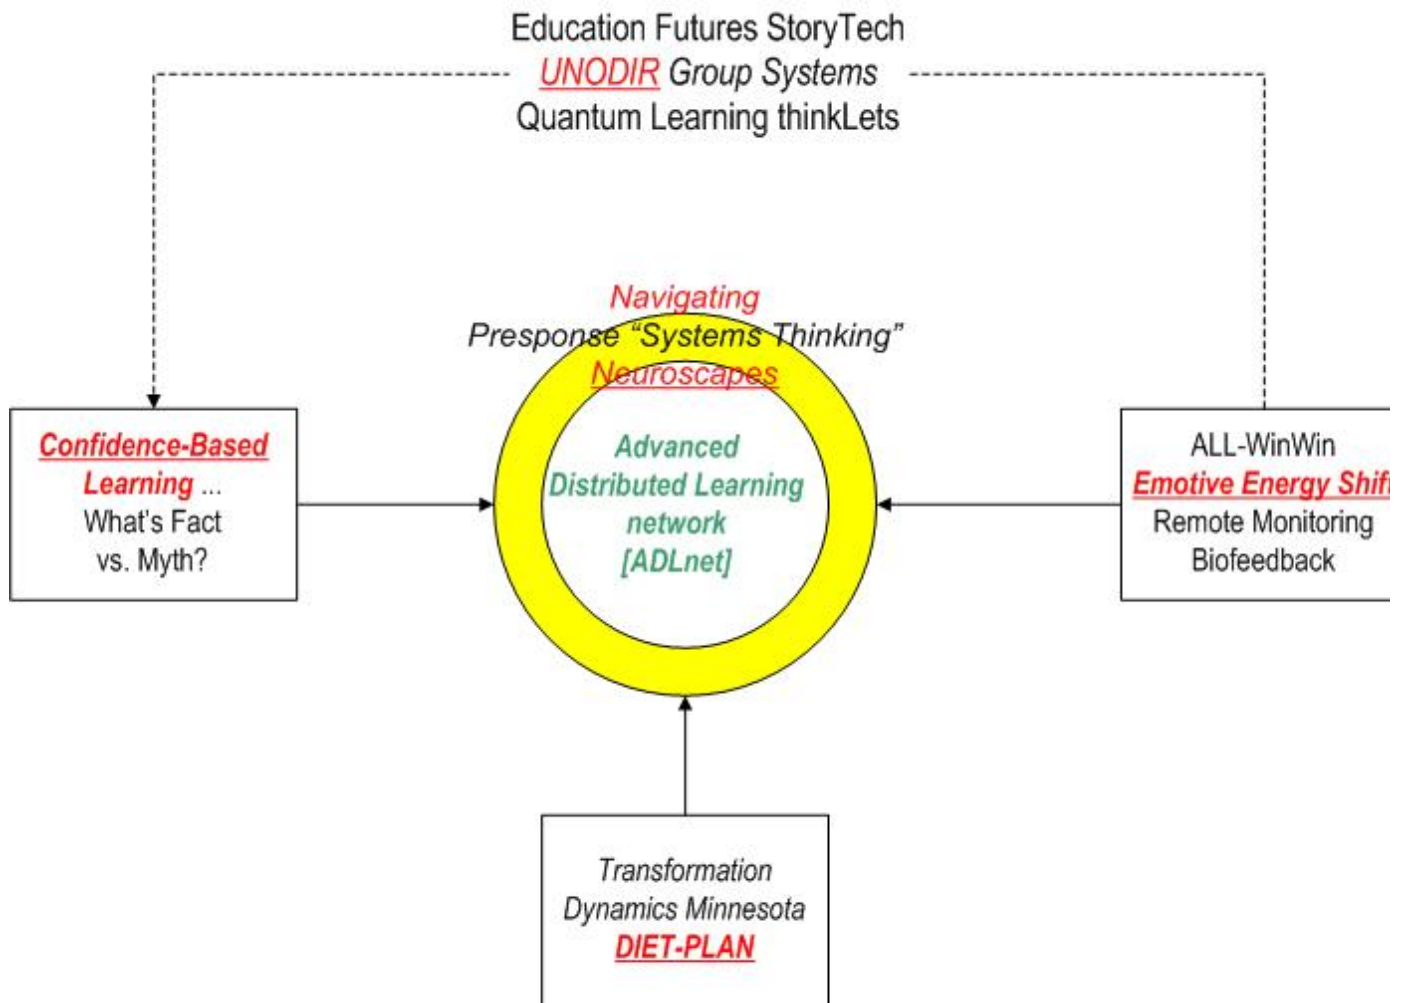 Education Futures StoryTech
UNODIR Group Systems
Quantum Learning thinkLets
Navigating
Presponse “Systems Thinking”
Neuroscapes
Confidence-Based
Learning ...
What's Fact
vs. Myth?
Advanced
Distributed Learning
network
[ADLnet]
ALL-WinWin
Emotive Energy Shift
Remote Monitoring
Biofeedback
Transformation
Dynamics Minnesota
DIET-PLAN